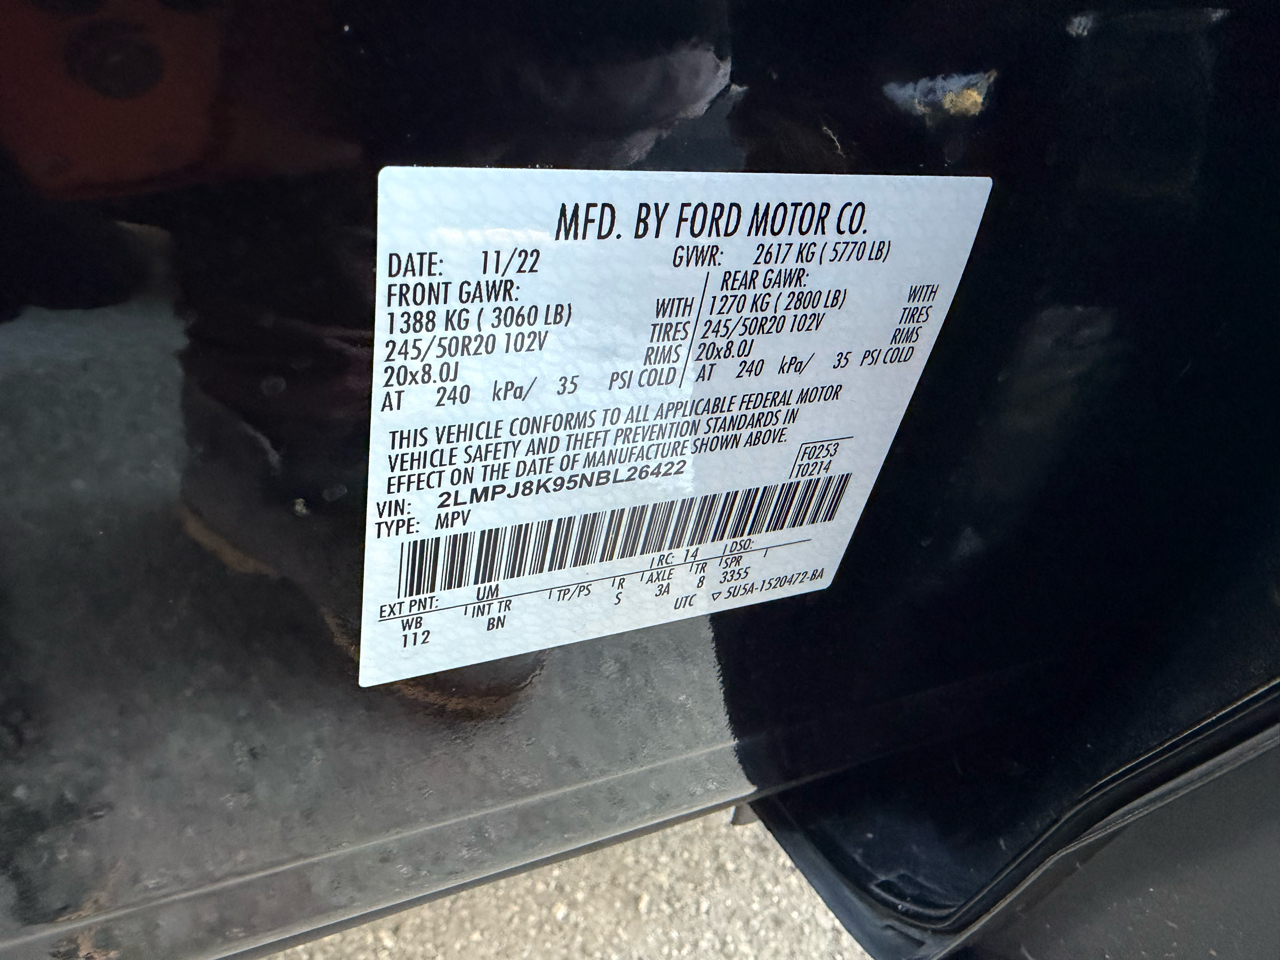 MFD. BY FORD MOTOR CO.
DATE: 11/22 GVWR: 2617 KG ( 5770 LB)
FRONT GAWR: REAR GAWR:
1388 KG ( 3060 LB) WITH 1270 KG ( 2800 LB) WITH
245/50R20 102V TIRES 245/50R20 102V TIRES
20x8.0J RIMS 20x8.0J RIMS
AT 240 kPa/ 35 PSI COLD AT 240 kPa/ 35 PSI COLD
THIS VEHICLE CONFORMS TO ALL APPLICABLE FEDERAL MOTOR
VEHICLE SAFETY AND THEFT PREVENTION STANDARDS IN
EFFECT ON THE DATE OF MANUFACTURE SHOWN ABOVE.
F0253
T0214
VIN: 2LMPJ8K95NBL26422
TYPE: MPV
EXT PNT: UM RC: 14 DSO:
WB INT TR TP/PS R AXLE TR SPR
112 BN S 3A 8 3355
UTC ▽ 5U5A-1520472-BA